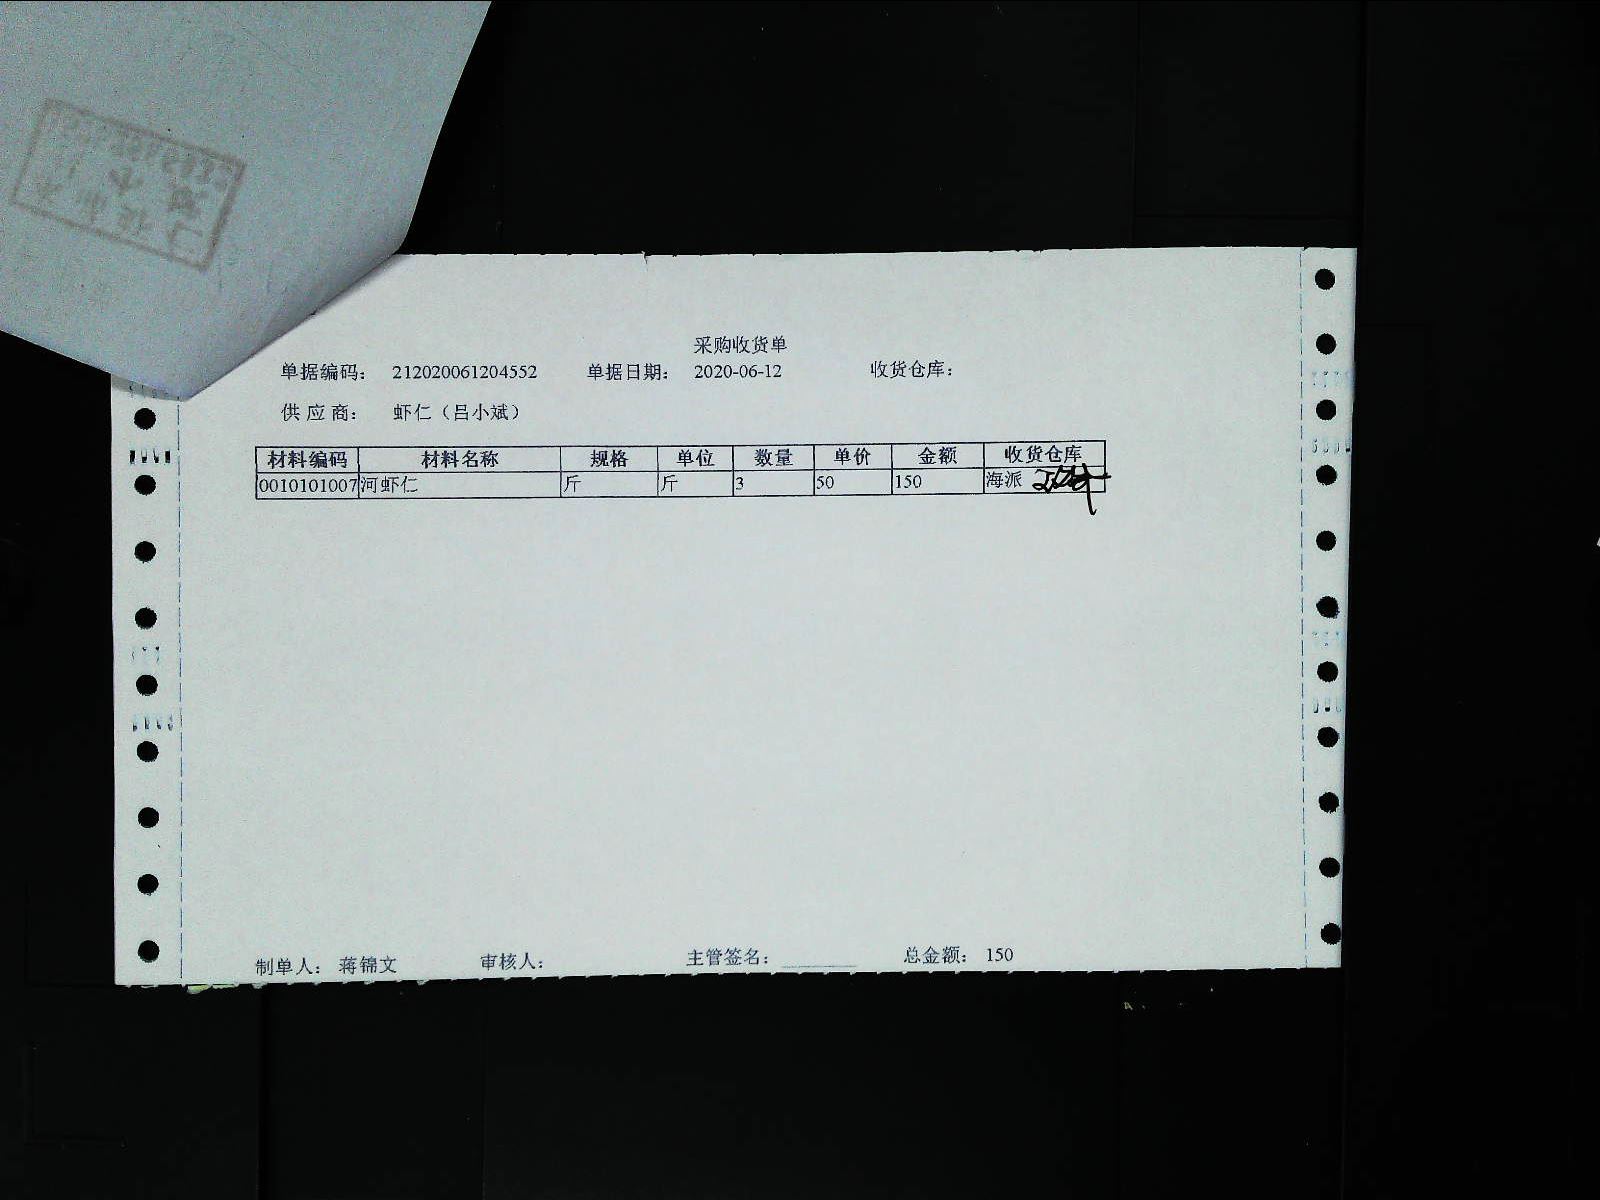 采购收货单
单据编码: 212020061204552 单据日期: 2020-06-12 收货仓库:
供应商: 虾仁（吕小斌）
材料编码 材料名称 规格 单位 数量 单价 金额 收货仓库
0010101007 河虾仁 斤 斤 3 50 150 海派
制单人: 蒋锦文 审核人: 主管签名: 总金额: 150